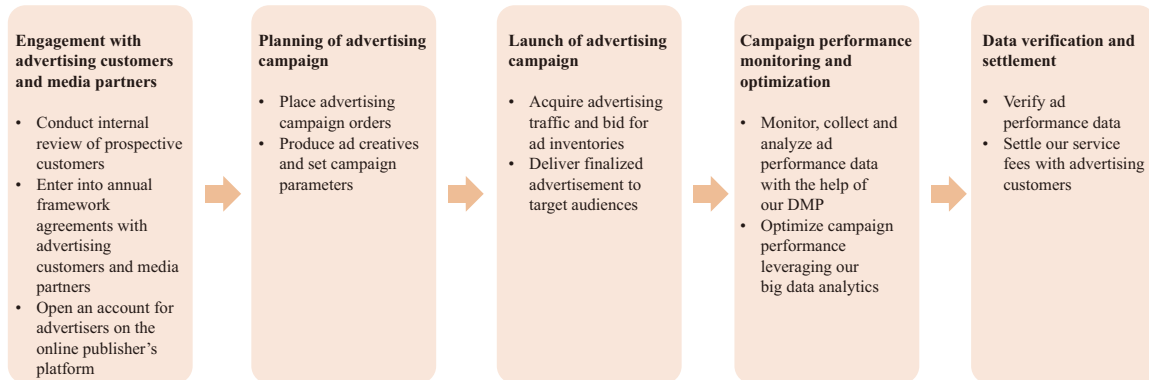 Engagement with
advertising customers
and media partners
• Conduct internal
review of prospective
customers
• Enter into annual
framework
agreements with
advertising
customers and media
partners
• Open an account for
advertisers on the
online publisher’s
platform
Planning of advertising
campaign
• Place advertising
campaign orders
• Produce ad creatives
and set campaign
parameters
Launch of advertising
campaign
• Acquire advertising
traffic and bid for
ad inventories
• Deliver finalized
advertisement to
target audiences
Campaign performance
monitoring and
optimization
• Monitor, collect and
analyze ad
performance data
with the help of
our DMP
• Optimize campaign
performance
leveraging our
big data analytics
Data verification and
settlement
• Verify ad
performance data
• Settle our service
fees with advertising
customers